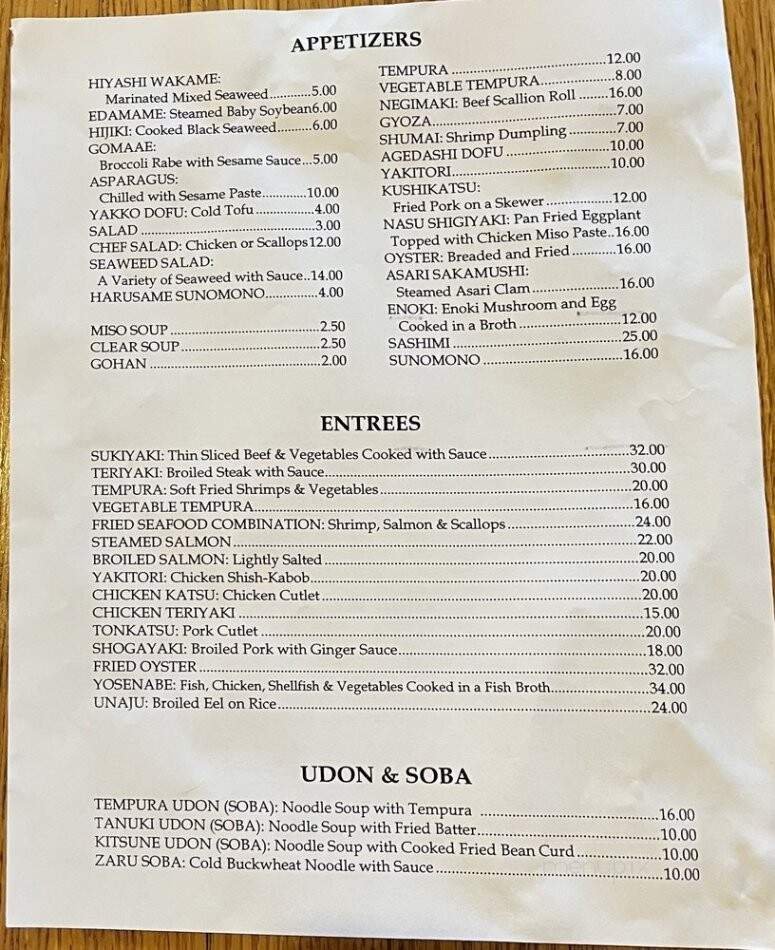 APPETIZERS
HIYASHI WAKAME:
Marinated Mixed Seaweed...........5.00
EDAMAME: Steamed Baby Soybean6.00
HIJIKI: Cooked Black Seaweed..........6.00
GOMAAE:
Broccoli Rabe with Sesame Sauce...5.00
ASPARAGUS:
Chilled with Sesame Paste............10.00
YAKKO DOFU: Cold Tofu ................4.00
SALAD ..................................................3.00
CHEF SALAD: Chicken or Scallops12.00
SEAWEED SALAD:
A Variety of Seaweed with Sauce..14.00
HARUSAME SUNOMONO..............4.00
MISO SOUP ........................................2.50
CLEAR SOUP .....................................2.50
GOHAN ..............................................2.00
TEMPURA .........................................12.00
VEGETABLE TEMPURA....................8.00
NEGIMAKI: Beef Scallion Roll ........16.00
GYOZA.................................................7.00
SHUMAI: Shrimp Dumpling .............7.00
AGEDASHI DOFU ............................10.00
YAKITORI...........................................10.00
KUSHIKATSU:
Fried Pork on a Skewer ..................12.00
NASU SHIGIYAKI: Pan Fried Eggplant
Topped with Chicken Miso Paste..16.00
OYSTER: Breaded and Fried ............16.00
ASARI SAKAMUSHI:
Steamed Asari Clam .......................16.00
ENOKI: Enoki Mushroom and Egg
Cooked in a Broth ...........................12.00
SASHIMI .............................................25.00
SUNOMONO .....................................16.00
ENTREES
SUKIYAKI: Thin Sliced Beef & Vegetables Cooked with Sauce......................................32.00
TERIYAKI: Broiled Steak with Sauce.................................................................................30.00
TEMPURA: Soft Fried Shrimps & Vegetables....................................................................20.00
VEGETABLE TEMPURA......................................................................................................16.00
FRIED SEAFOOD COMBINATION: Shrimp, Salmon & Scallops..................................24.00
STEAMED SALMON............................................................................................................22.00
BROILED SALMON: Lightly Salted ...................................................................................20.00
YAKITORI: Chicken Shish-Kabob.......................................................................................20.00
CHICKEN KATSU: Chicken Cutlet.....................................................................................20.00
CHICKEN TERIYAKI ...........................................................................................................15.00
TONKATSU: Pork Cutlet .....................................................................................................20.00
SHOGAYAKI: Broiled Pork with Ginger Sauce.................................................................18.00
FRIED OYSTER .....................................................................................................................32.00
YOSENABE: Fish, Chicken, Shellfish & Vegetables Cooked in a Fish Broth..................34.00
UNAJU: Broiled Eel on Rice..................................................................................................24.00
UDON & SOBA
TEMPURA UDON (SOBA): Noodle Soup with Tempura ...............................................16.00
TANUKI UDON (SOBA): Noodle Soup with Fried Batter................................................10.00
KITSUNE UDON (SOBA): Noodle Soup with Cooked Fried Bean Curd.......................10.00
ZARU SOBA: Cold Buckwheat Noodle with Sauce ............................................................10.00